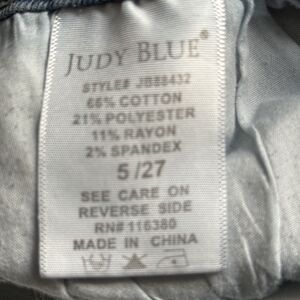 JUDY BLUE®
STYLE# JB88432
66% COTTON
21% POLYESTER
11% RAYON
2% SPANDEX
5 /27
SEE CARE ON
REVERSE SIDE
RN# 116380
MADE IN CHINA